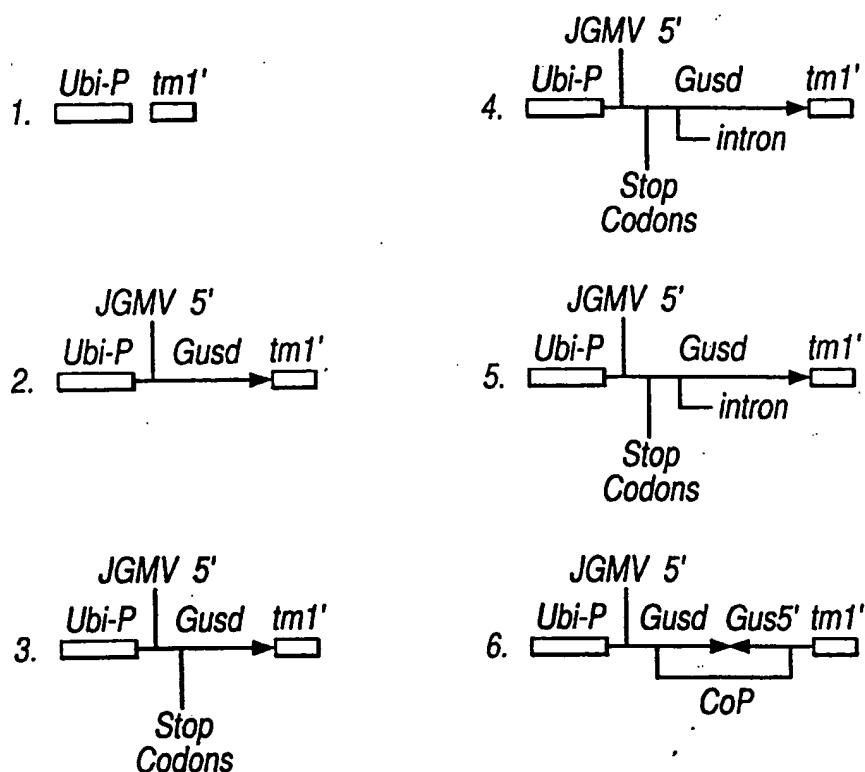 1.
Ubi-P tm1'
2.
JGMV 5'
Ubi-P Gusd tm1'
3.
JGMV 5'
Ubi-P Gusd tm1'
Stop
Codons
4.
JGMV 5'
Ubi-P Gusd tm1'
intron
Stop
Codons
5.
JGMV 5'
Ubi-P Gusd tm1'
intron
Stop
Codons
6.
JGMV 5'
Ubi-P Gusd Gus5' tm1'
CoP